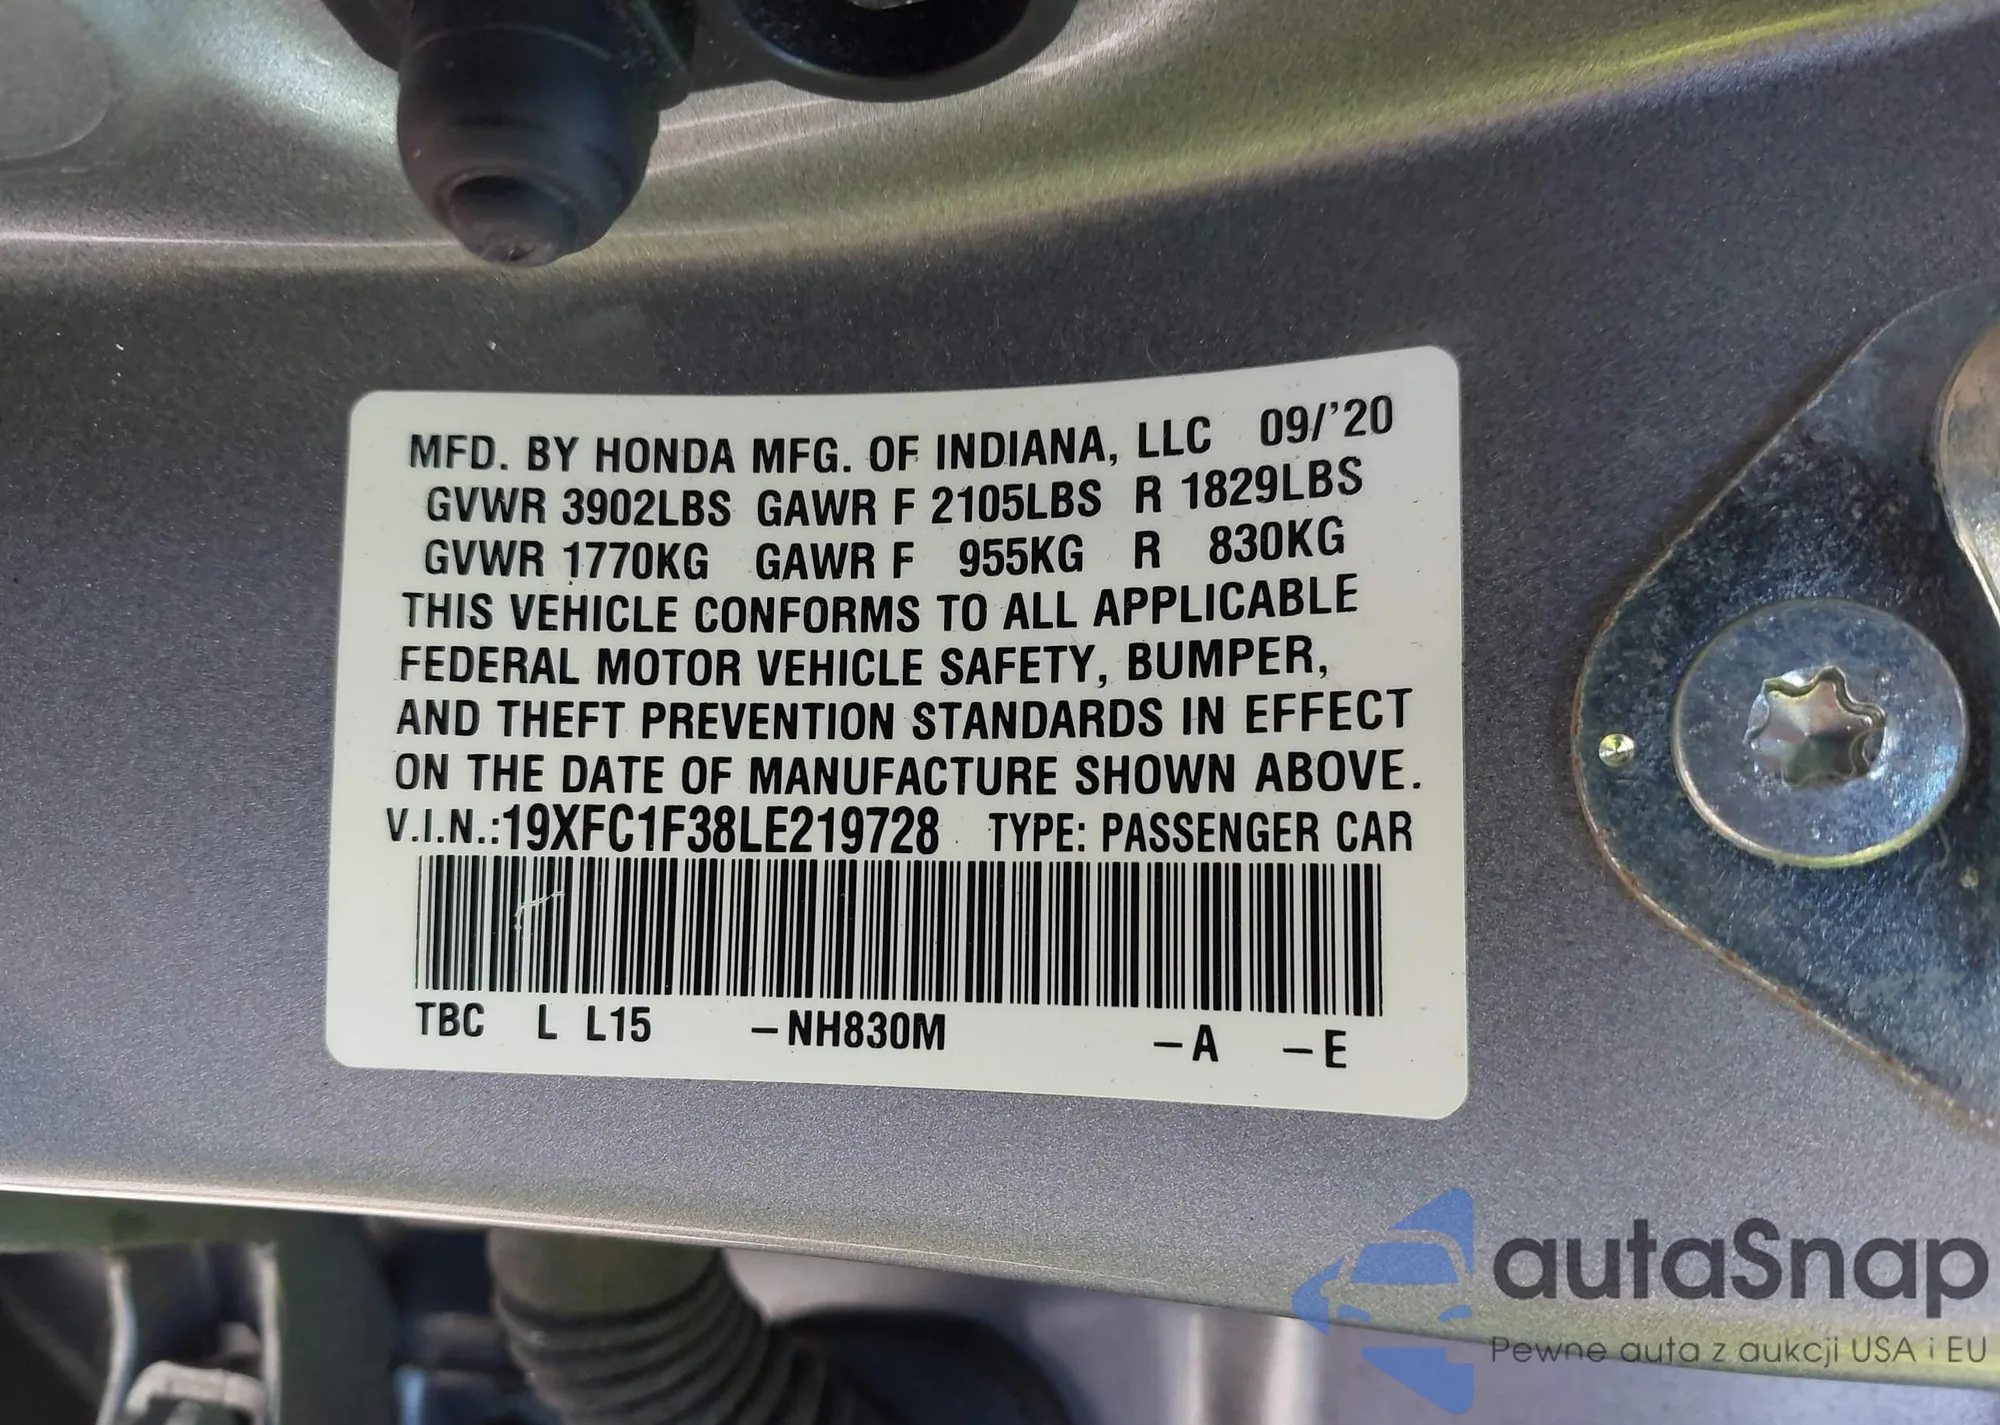 MFD. BY HONDA MFG. OF INDIANA, LLC 09/'20
GVWR 3902LBS GAWR F 2105LBS R 1829LBS
GVWR 1770KG GAWR F 955KG R 830KG
THIS VEHICLE CONFORMS TO ALL APPLICABLE
FEDERAL MOTOR VEHICLE SAFETY, BUMPER,
AND THEFT PREVENTION STANDARDS IN EFFECT
ON THE DATE OF MANUFACTURE SHOWN ABOVE.
V.I.N.:19XFC1F38LE219728 TYPE: PASSENGER CAR
TBC L L15 –NH830M –A –E
autaSnap
Pewne auta z aukcji USA i EU